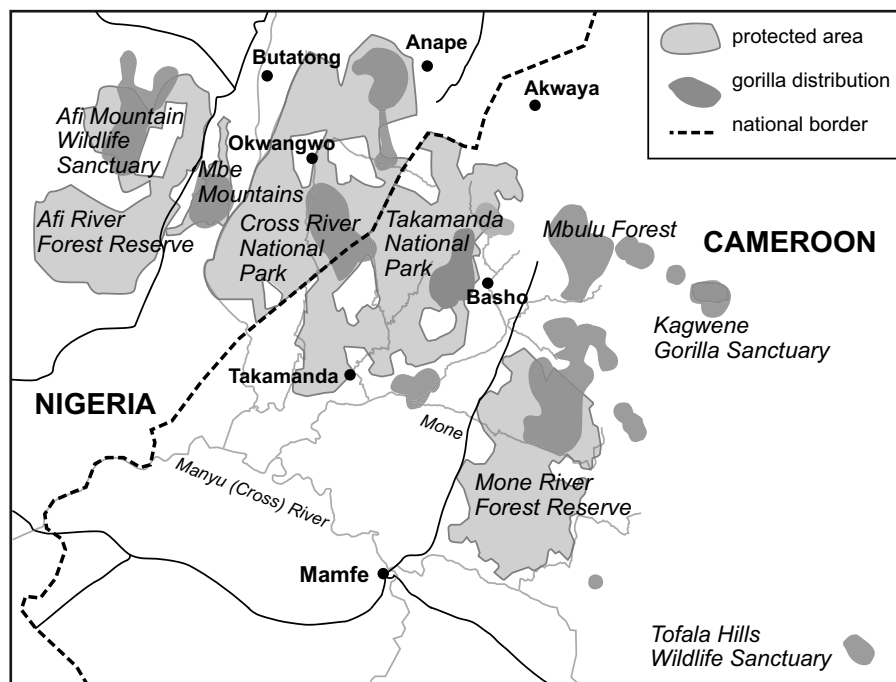 Butatong
Anape
protected area
gorilla distribution
national border
Akwaya
Afi Mountain
Wildlife
Sanctuary
Okwangwo
Mbe
Mountains
Afi River
Forest Reserve
Cross River
National
Park
Takamanda
National
Park
Mbulu Forest
CAMEROON
Basho
Kagwene
Gorilla Sanctuary
Takamanda
NIGERIA
Mone
Manyu (Cross) River
Mone River
Forest Reserve
Mamfe
Tofala Hills
Wildlife Sanctuary